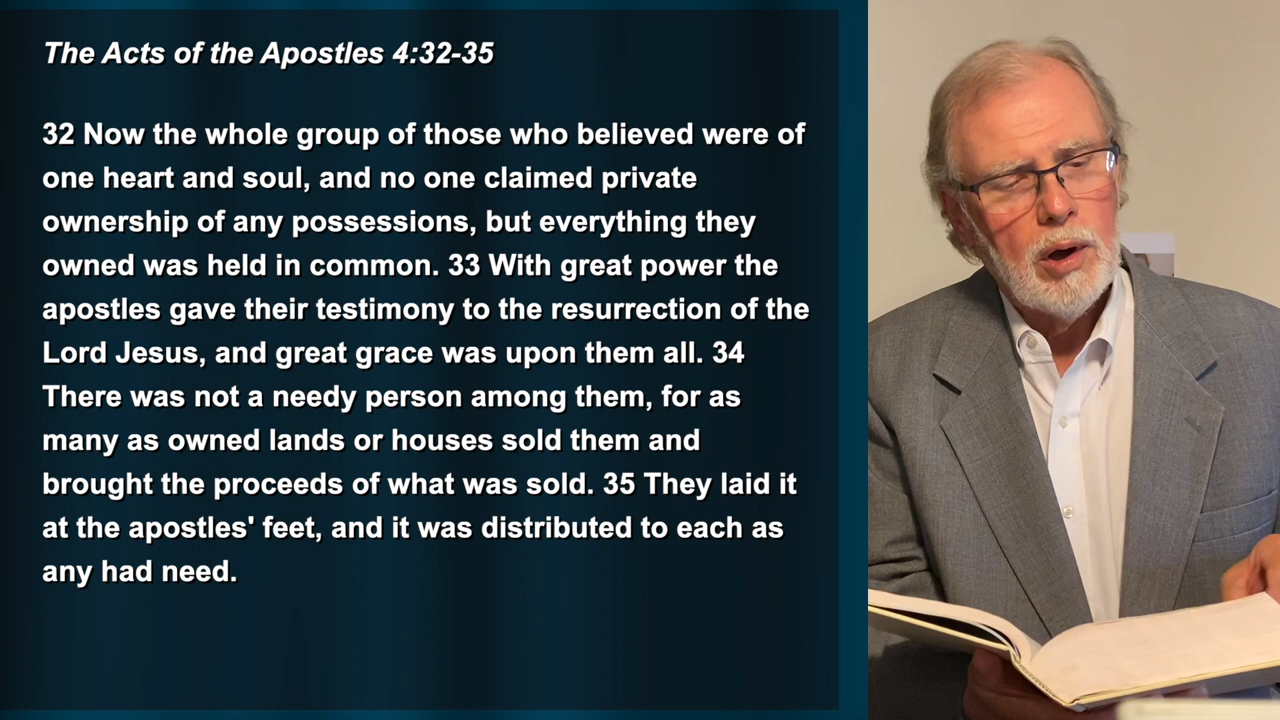 The Acts of the Apostles 4:32-35
32 Now the whole group of those who believed were of
one heart and soul, and no one claimed private
ownership of any possessions, but everything they
owned was held in common. 33 With great power the
apostles gave their testimony to the resurrection of the
Lord Jesus, and great grace was upon them all. 34
There was not a needy person among them, for as
many as owned lands or houses sold them and
brought the proceeds of what was sold. 35 They laid it
at the apostles' feet, and it was distributed to each as
any had need.